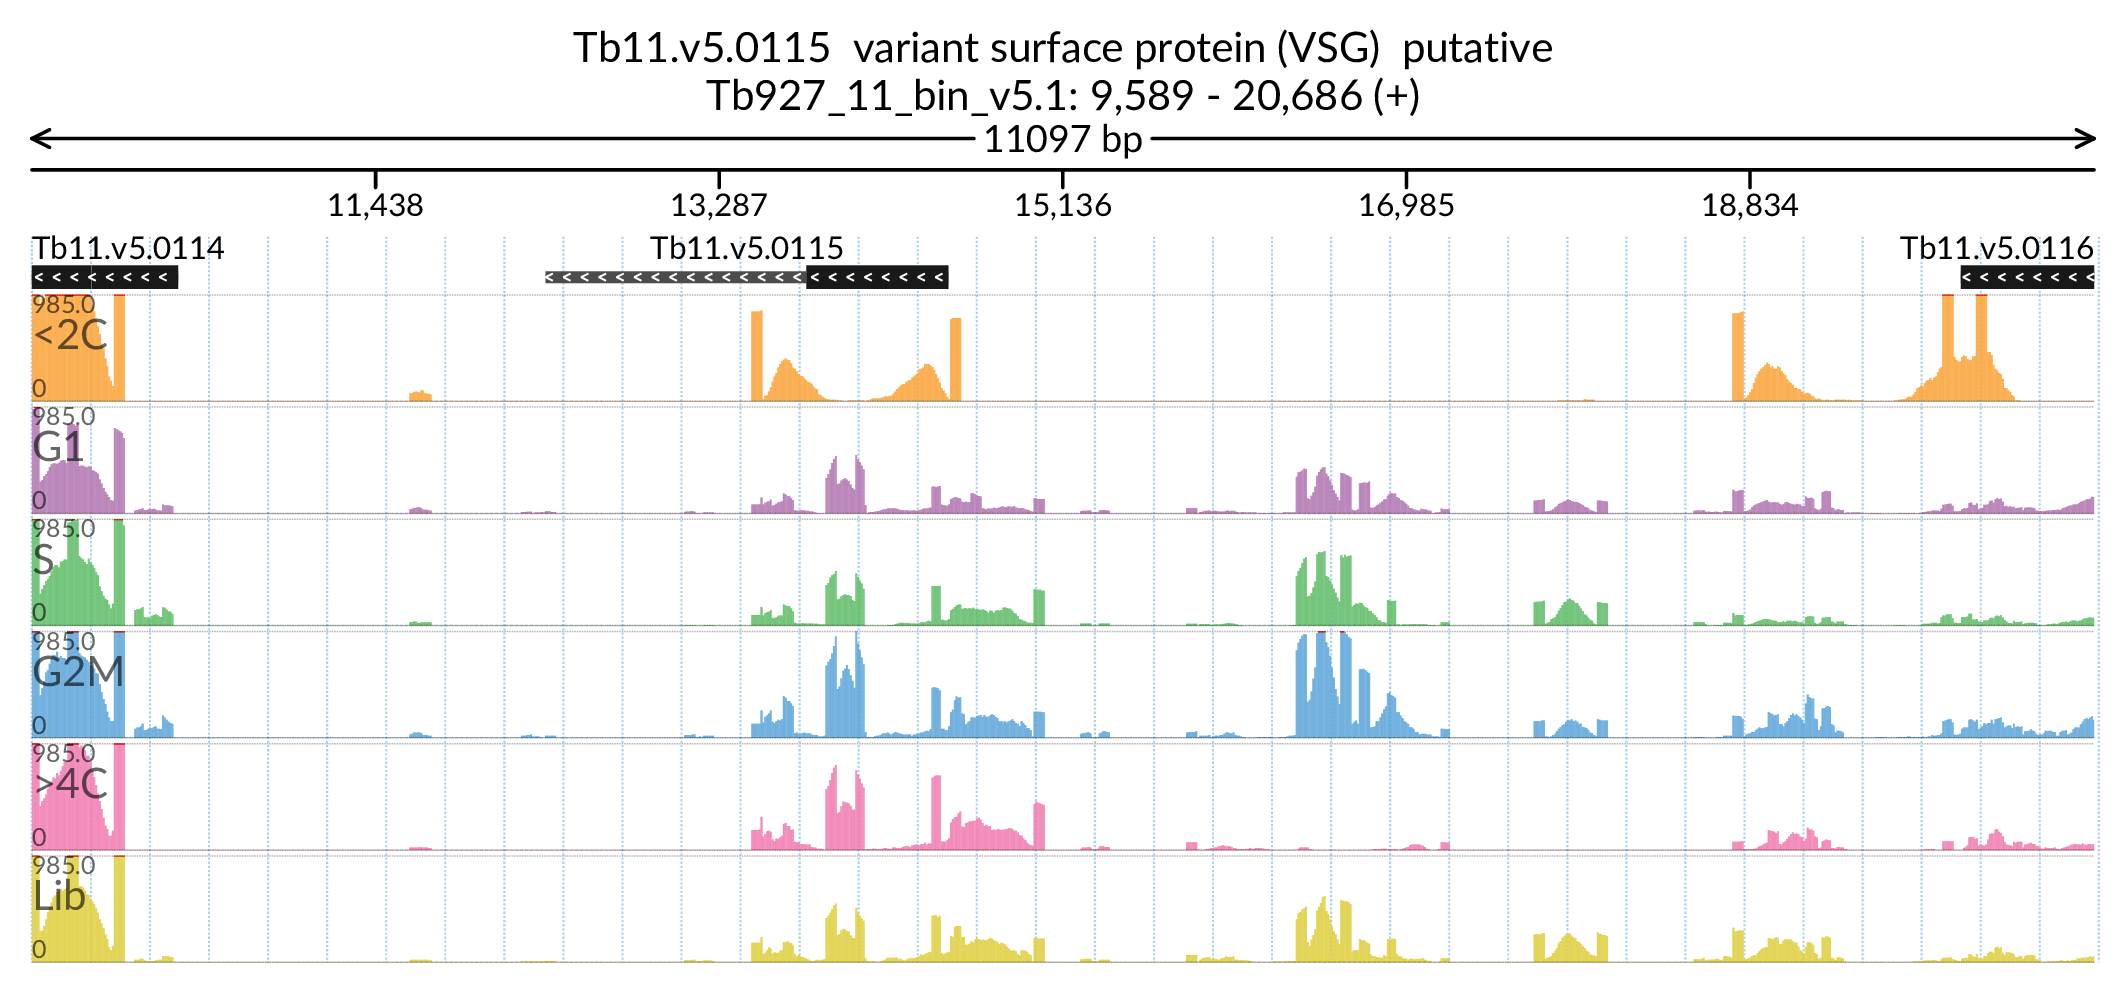 Tb11.v5.0115 variant surface protein (VSG) putative
Tb927_11_bin_v5.1: 9,589 - 20,686 (+)
11097 bp
11,438 13,287 15,136 16,985 18,834
Tb11.v5.0114 Tb11.v5.0115 Tb11.v5.0116
985.0
<2C
0
985.0
G1
0
985.0
S
0
985.0
G2M
0
985.0
>4C
0
985.0
Lib
0